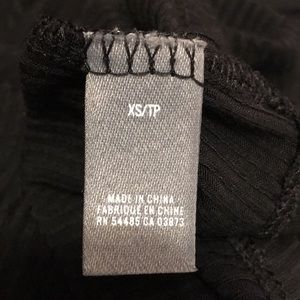 XS/TP
MADE IN CHINA
FABRIQUÉ EN CHINE
RN 54485 CA 03873